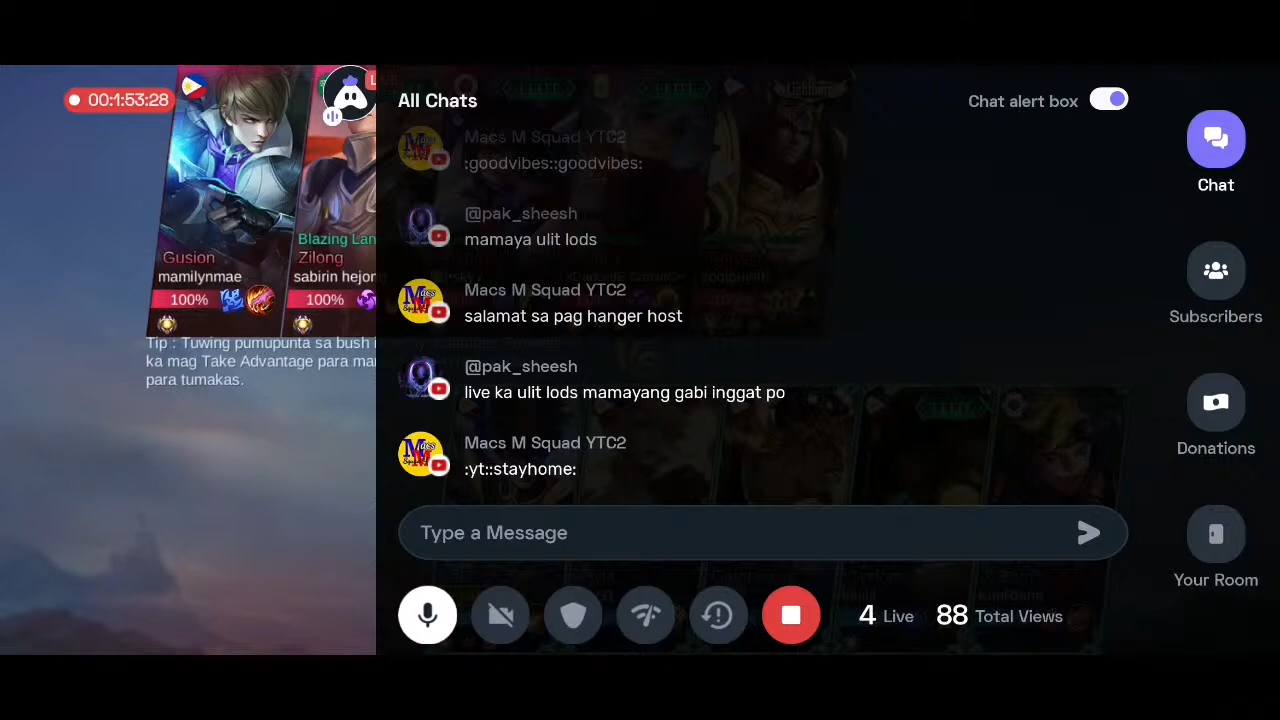 00:1:53:28
All Chats
Chat alert box
Macs M Squad YTC2
:goodvibes::goodvibes:
@pak_sheesh
mamaya ulit lods
Macs M Squad YTC2
salamat sa pag hanger host
@pak_sheesh
live ka ulit lods mamayang gabi inggat po
Macs M Squad YTC2
:yt::stayhome:
Type a Message
4 Live 88 Total Views
Chat
Subscribers
Donations
Your Room
Gusion
mamilynmae
100%
Blazing Lan
Zilong
sabirin hejor
100%
Tip : Tuwing pumupunta sa bush i
ka mag Take Advantage para ma
para tumakas.